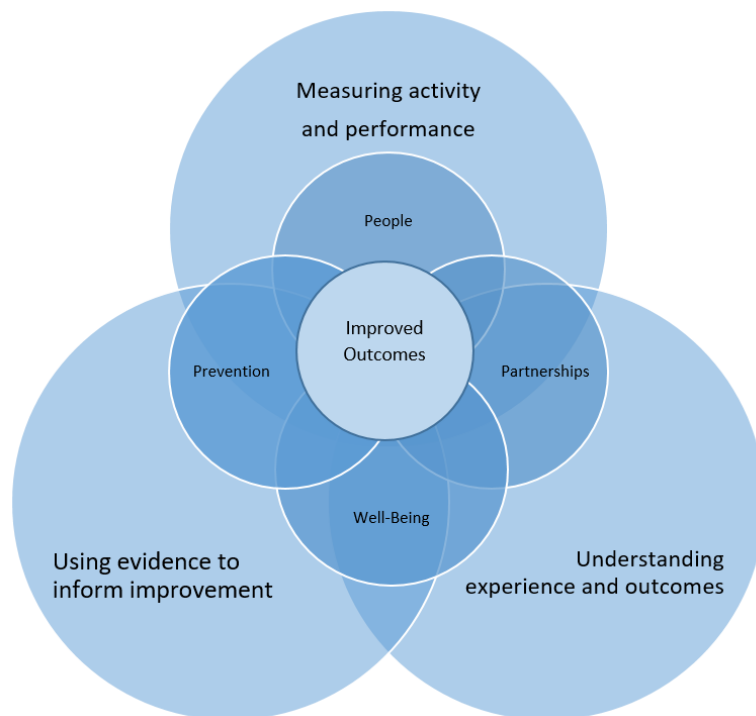 Measuring activity
and performance
People
Improved
Outcomes
Prevention
Partnerships
Well-Being
Using evidence to
inform improvement
Understanding
experience and outcomes